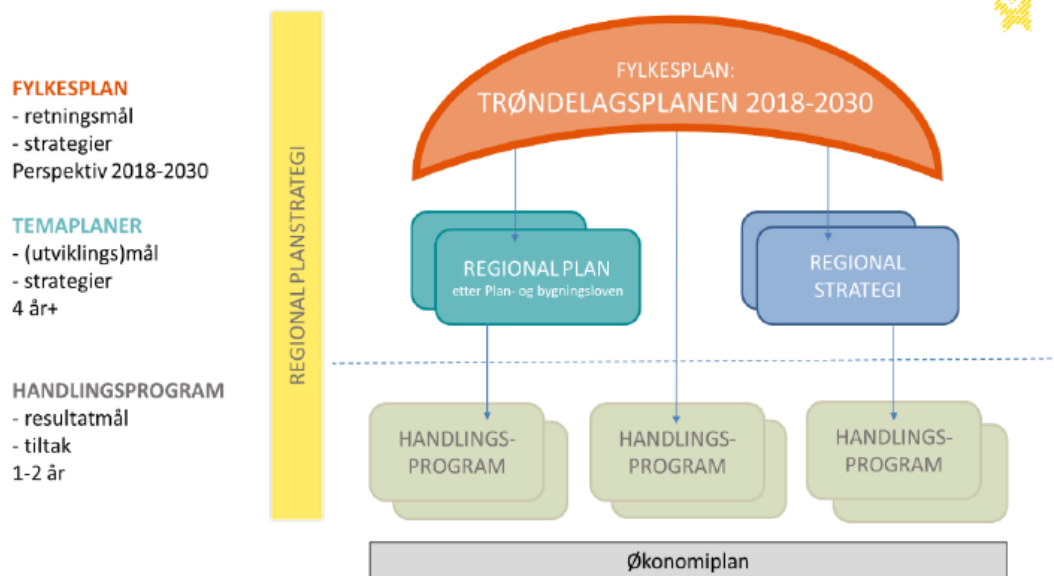 FYLKESPLAN
- retningsmål
- strategier
Perspektiv 2018-2030
TEMAPLANER
- (utviklings)mål
- strategier
4 år+
HANDLINGSPROGRAM
- resultatmål
- tiltak
1-2 år
REGIONAL PLANSTRATEGI
FYLKESPLAN:
TRØNDELAGSPLANEN 2018-2030
REGIONAL PLAN
etter Plan- og bygningsloven
REGIONAL
STRATEGI
HANDLINGS-
PROGRAM
HANDLINGS-
PROGRAM
HANDLINGS-
PROGRAM
Økonomiplan